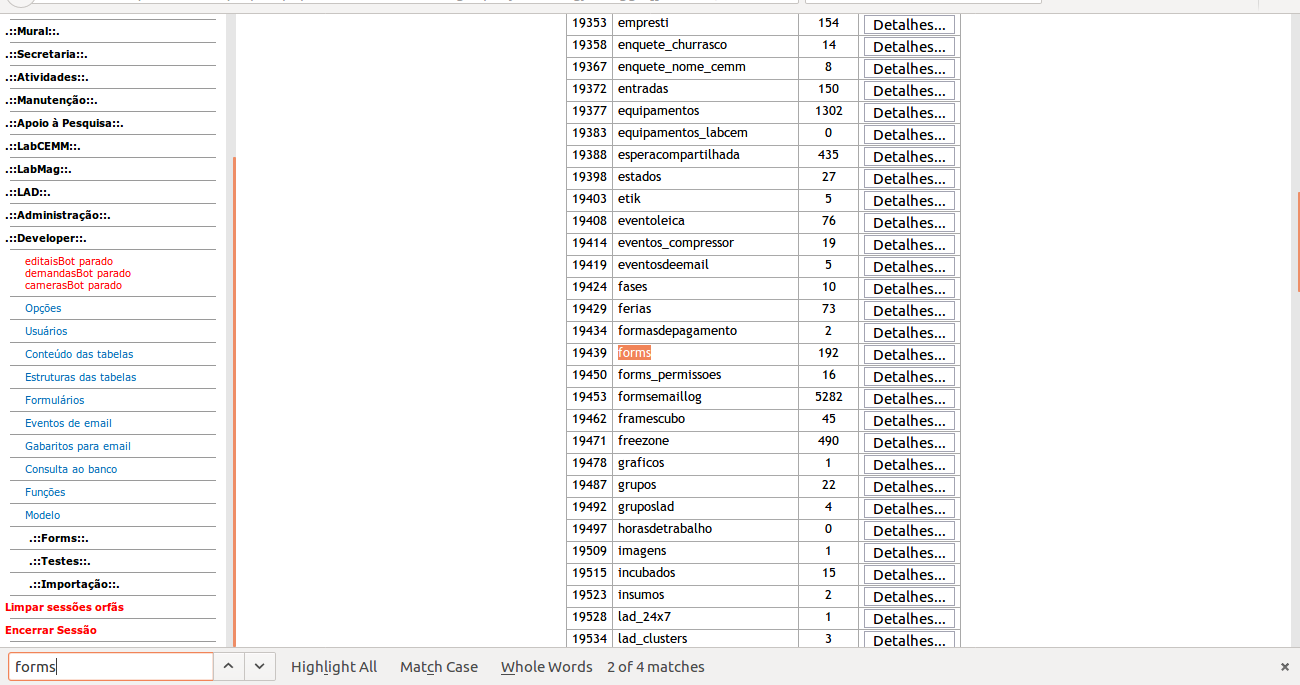 .::Mural::.
.::Secretaria::.
.::Atividades::.
.::Manutenção::.
.::Apoio à Pesquisa::.
.::LabCEMM::.
.::LabMag::.
.::LAD::.
.::Administração::.
.::Developer::.
editaisBot parado
demandasBot parado
camerasBot parado
Opções
Usuários
Conteúdo das tabelas
Estruturas das tabelas
Formulários
Eventos de email
Gabaritos para email
Consulta ao banco
Funções
Modelo
.::Forms::.
.::Testes::.
.::Importação::.
Limpar sessões orfãs
Encerrar Sessão
19353 empresti 154 Detalhes...
19358 enquete_churrasco 14 Detalhes...
19367 enquete_nome_cemm 8 Detalhes...
19372 entradas 150 Detalhes...
19377 equipamentos 1302 Detalhes...
19383 equipamentos_labcem 0 Detalhes...
19388 esperacompartilhada 435 Detalhes...
19398 estados 27 Detalhes...
19403 etik 5 Detalhes...
19408 eventoleica 76 Detalhes...
19414 eventos_compressor 19 Detalhes...
19419 eventosdeemail 5 Detalhes...
19424 fases 10 Detalhes...
19429 ferias 73 Detalhes...
19434 formasdepagamento 2 Detalhes...
19439 forms 192 Detalhes...
19450 forms_permissoes 16 Detalhes...
19453 formsemaillog 5282 Detalhes...
19462 framescubo 45 Detalhes...
19471 freezone 490 Detalhes...
19478 graficos 1 Detalhes...
19487 grupos 22 Detalhes...
19492 gruposlad 4 Detalhes...
19497 horasdetrabalho 0 Detalhes...
19509 imagens 1 Detalhes...
19515 incubados 15 Detalhes...
19523 insumos 2 Detalhes...
19528 lad_24x7 1 Detalhes...
19534 lad_clusters 3 Detalhes...
forms Highlight All Match Case Whole Words 2 of 4 matches